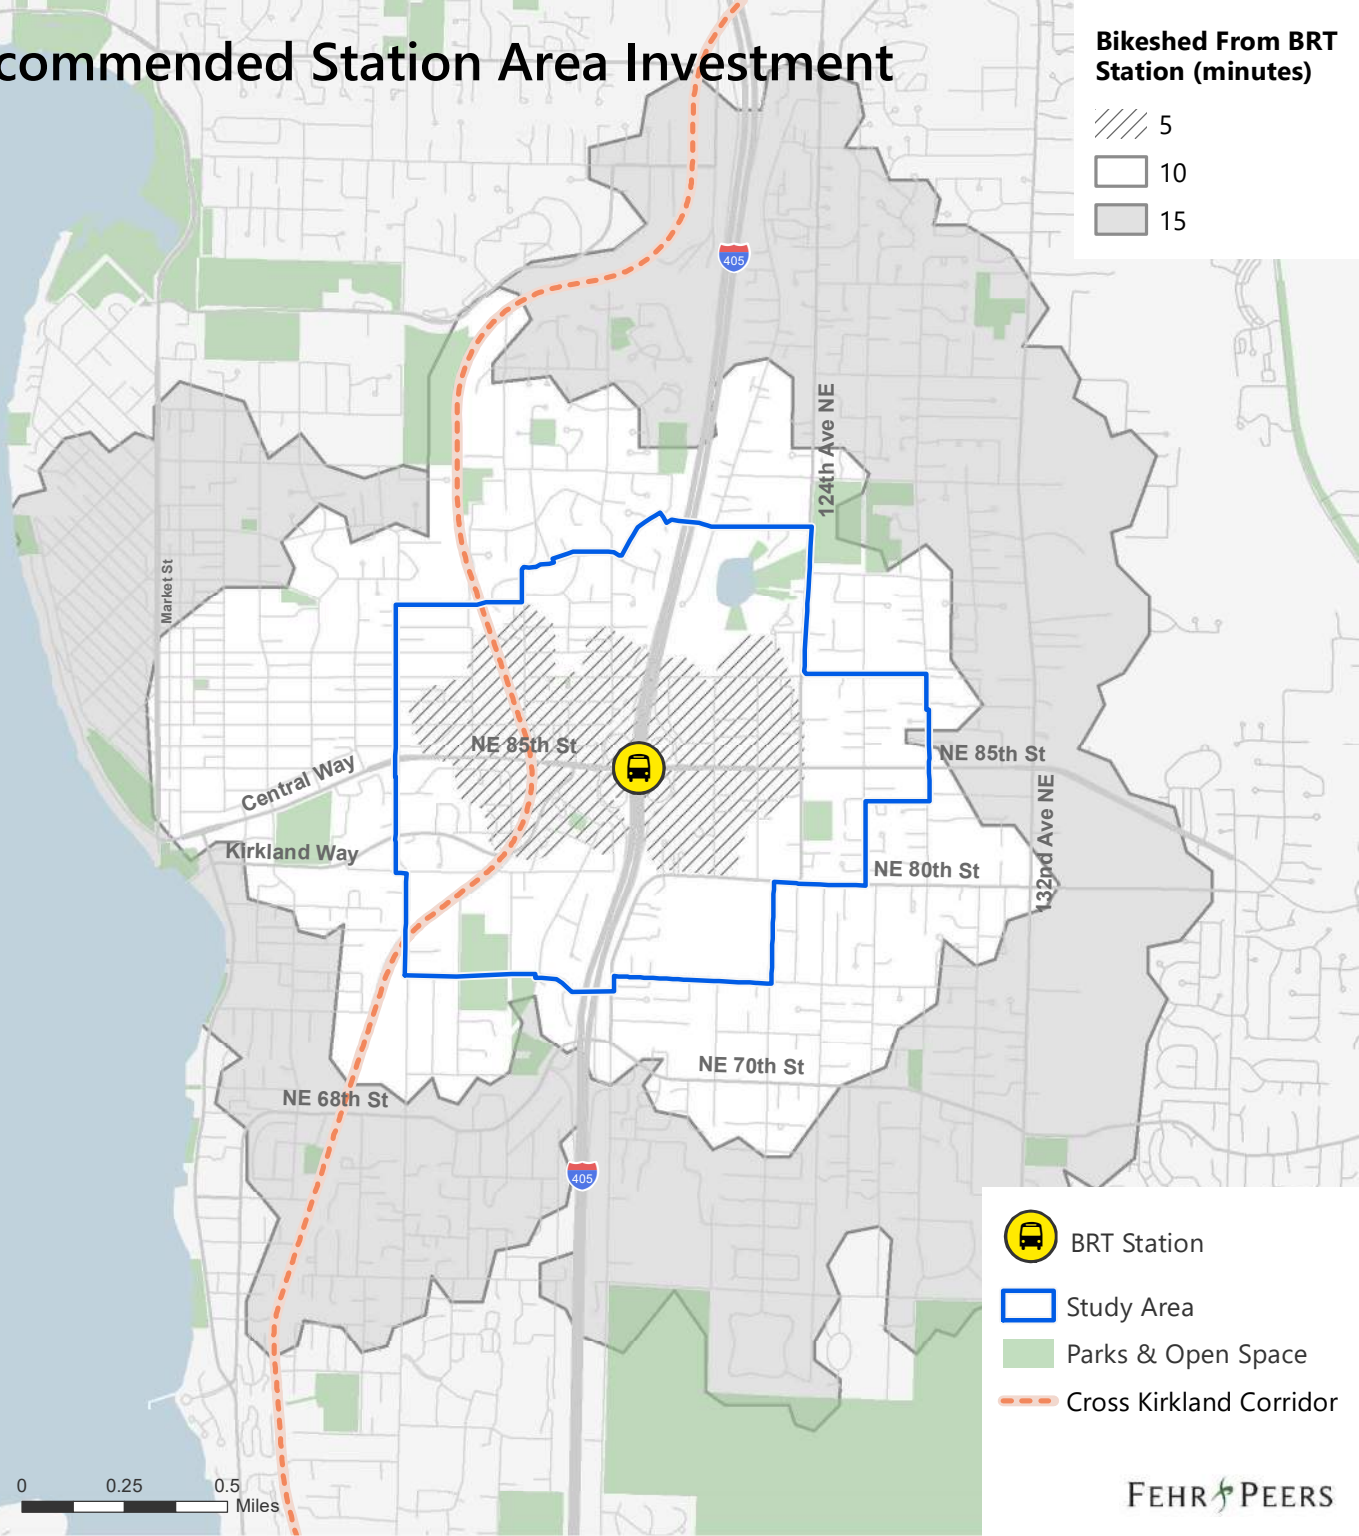 commended Station Area Investment
Bikeshed From BRT
Station (minutes)
5
10
15
405
124th Ave NE
Market St
NE 85th St
NE 85th St
Central Way
132nd Ave NE
Kirkland Way
NE 80th St
NE 70th St
NE 68th St
405
BRT Station
Study Area
Parks & Open Space
Cross Kirkland Corridor
0 0.25 0.5
Miles
FEHR PEERS